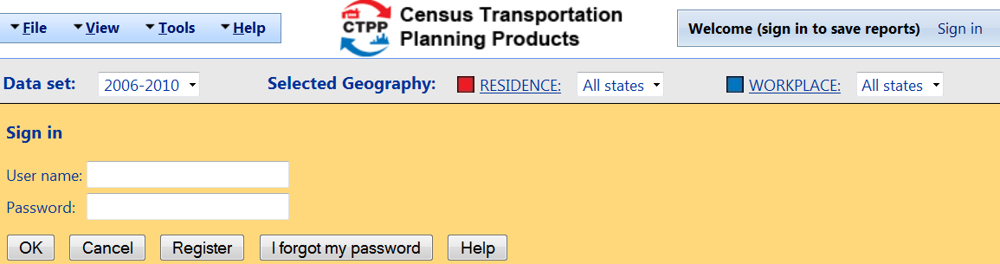 File View Tools Help
CTPP
Census Transportation
Planning Products
Welcome (sign in to save reports) Sign in
Data set: 2006-2010 Selected Geography: RESIDENCE: All states WORKPLACE: All states
Sign in
User name:
Password:
OK Cancel Register I forgot my password Help